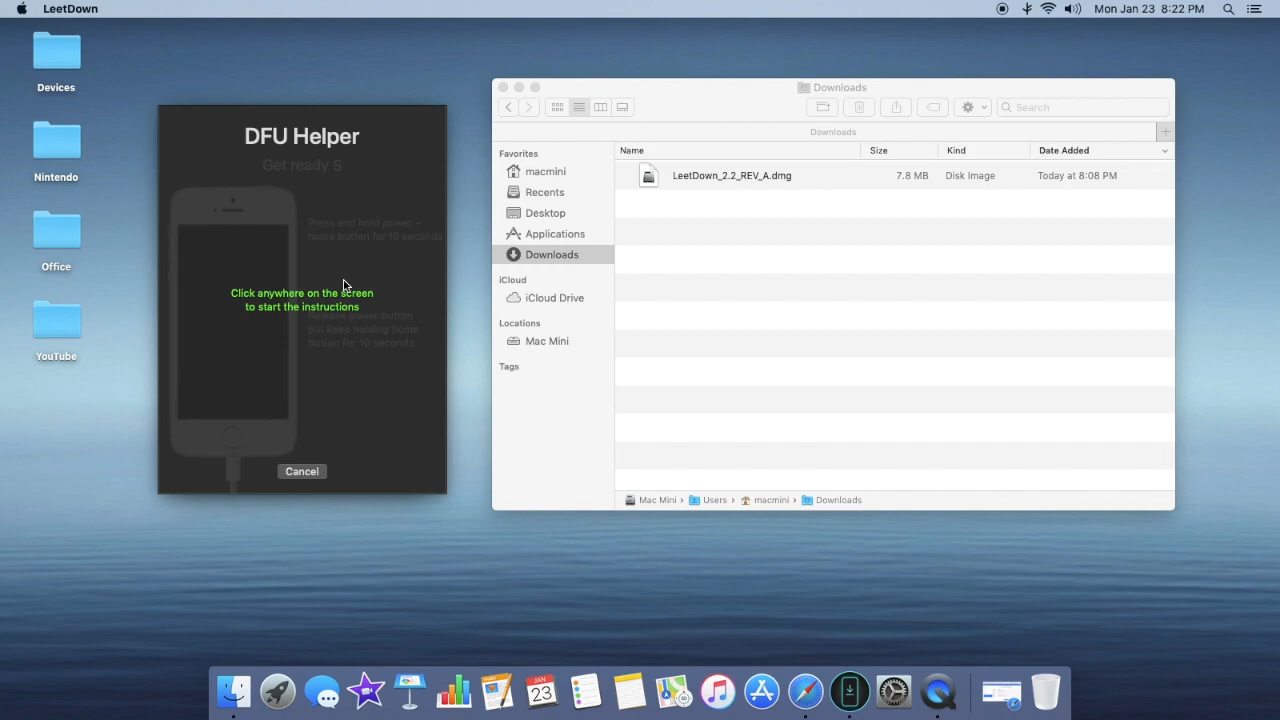 LeetDown
Mon Jan 23 8:22 PM
Devices
Nintendo
Office
YouTube
DFU Helper
Get ready 5
Press and hold power +
home button for 10 seconds
Click anywhere on the screen
to start the instructions
Release power button
but keep holding home
button for 10 seconds
Cancel
Downloads
Search
Downloads
Favorites
macmini
Recents
Desktop
Applications
Downloads
iCloud
iCloud Drive
Locations
Mac Mini
Tags
Name Size Kind Date Added
LeetDown_2.2_REV_A.dmg 7.8 MB Disk Image Today at 8:08 PM
Mac Mini › Users › macmini › Downloads
JAN
23